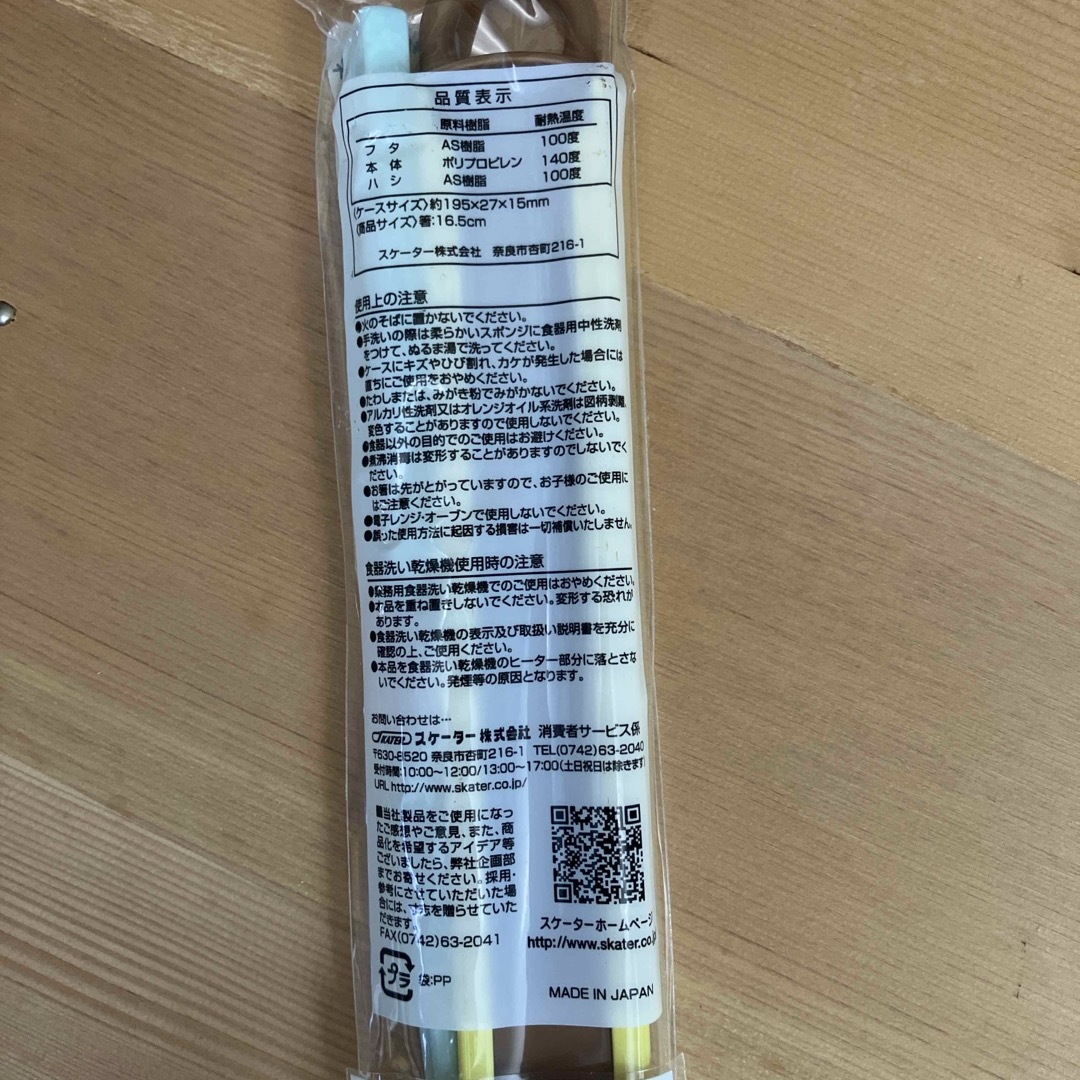 品質表示
原料樹脂 耐熱温度
フタ AS樹脂 100度
本体 ポリプロピレン 140度
ハシ AS樹脂 100度
〈ケースサイズ〉約195×27×15mm
〈商品サイズ〉箸:16.5cm
スケーター株式会社 奈良市杏町216-1
使用上の注意
●火のそばに置かないでください。
●手洗いの際は柔らかいスポンジに食器用中性洗剤
をつけて、ぬるま湯で洗ってください。
●ケースにキズやひび割れ、カケが発生した場合には
直ちにご使用をおやめください。
●たわしまたは、みがき粉でみがかないでください。
●アルカリ性洗剤又はオレンジオイル系洗剤は図柄剥離、
変色することがありますので使用しないでください。
●食器以外の目的でのご使用はお避けください。
●煮沸消毒は変形することがありますのでしないでく
ださい。
●お箸は先がとがっていますので、お子様のご使用に
はご注意ください。
●電子レンジ・オーブンで使用しないでください。
●誤った使用方法に起因する損害は一切補償いたしません。
食器洗い乾燥機使用時の注意
●業務用食器洗い乾燥機でのご使用はおやめください。
●本品を重ね置きしないでください。変形する恐れが
あります。
●食器洗い乾燥機の表示及び取扱い説明書を充分に
確認の上、ご使用ください。
●本品を食器洗い乾燥機のヒーター部分に落とさな
いでください。発煙等の原因となります。
お問い合わせは…
SKATER スケーター株式会社 消費者サービス係
〒630-8520 奈良市杏町216-1 TEL(0742)63-2040
受付時間:10:00〜12:00/13:00〜17:00(土日祝日は除きます)
URL http://www.skater.co.jp/
■当社製品をご使用になっ
たご感想やご意見、また、商
品化を希望するアイデア等
ございましたら、弊社企画部
までお寄せください。採用・
参考にさせていただいた場
合には、寸志を贈らせていた
だきます。
FAX(0742)63-2041
スケーターホームページ
http://www.skater.co.jp
プラ 袋:PP
MADE IN JAPAN